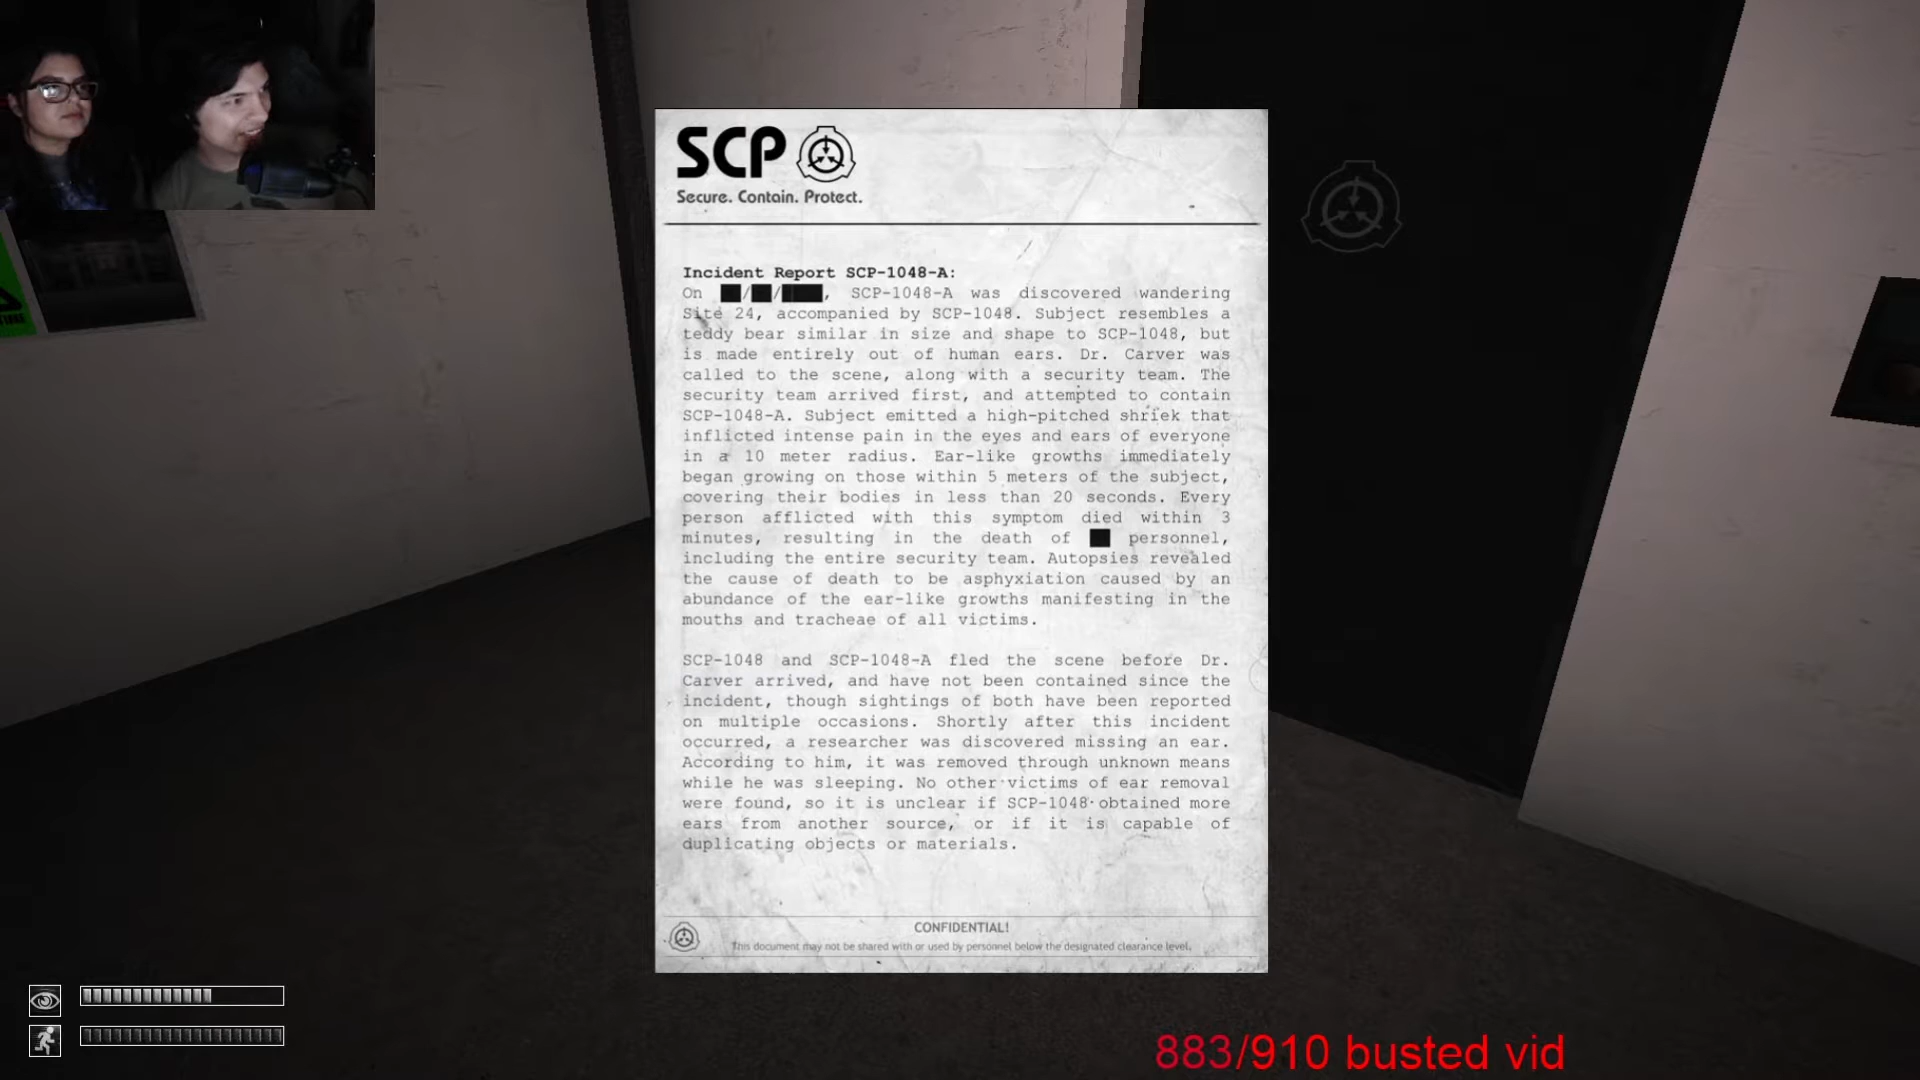 SCP
Secure. Contain. Protect.
Incident Report SCP-1048-A:
On ██/██/████, SCP-1048-A was discovered wandering
Site 24, accompanied by SCP-1048. Subject resembles a
teddy bear similar in size and shape to SCP-1048, but
is made entirely out of human ears. Dr. Carver was
called to the scene, along with a security team. The
security team arrived first, and attempted to contain
SCP-1048-A. Subject emitted a high-pitched shriek that
inflicted intense pain in the eyes and ears of everyone
in a 10 meter radius. Ear-like growths immediately
began growing on those within 5 meters of the subject,
covering their bodies in less than 20 seconds. Every
person afflicted with this symptom died within 3
minutes, resulting in the death of ██ personnel,
including the entire security team. Autopsies revealed
the cause of death to be asphyxiation caused by an
abundance of the ear-like growths manifesting in the
mouths and tracheae of all victims.
SCP-1048 and SCP-1048-A fled the scene before Dr.
Carver arrived, and have not been contained since the
incident, though sightings of both have been reported
on multiple occasions. Shortly after this incident
occurred, a researcher was discovered missing an ear.
According to him, it was removed through unknown means
while he was sleeping. No other victims of ear removal
were found, so it is unclear if SCP-1048 obtained more
ears from another source, or if it is capable of
duplicating objects or materials.
CONFIDENTIAL!
This document may not be shared with or used by personnel below the designated clearance level.
883/910 busted vid